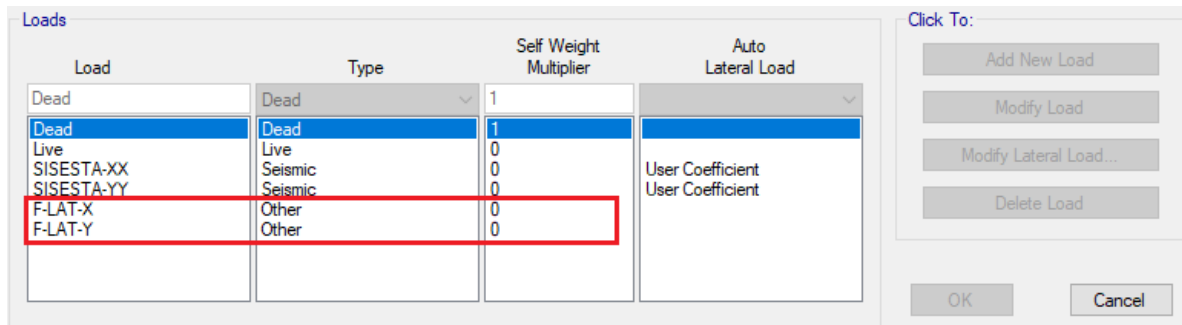 Loads
Click To:
Load Type Self Weight Multiplier Auto Lateral Load
Dead Dead 1
Dead Dead 1
Live Live 0
SISESTA-XX Seismic 0 User Coefficient
SISESTA-YY Seismic 0 User Coefficient
F-LAT-X Other 0
F-LAT-Y Other 0
Add New Load
Modify Load
Modify Lateral Load...
Delete Load
OK Cancel